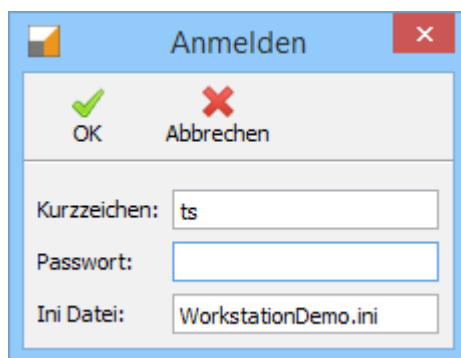 Anmelden
OK Abbrechen
Kurzzeichen: ts
Passwort:
Ini Datei: WorkstationDemo.ini